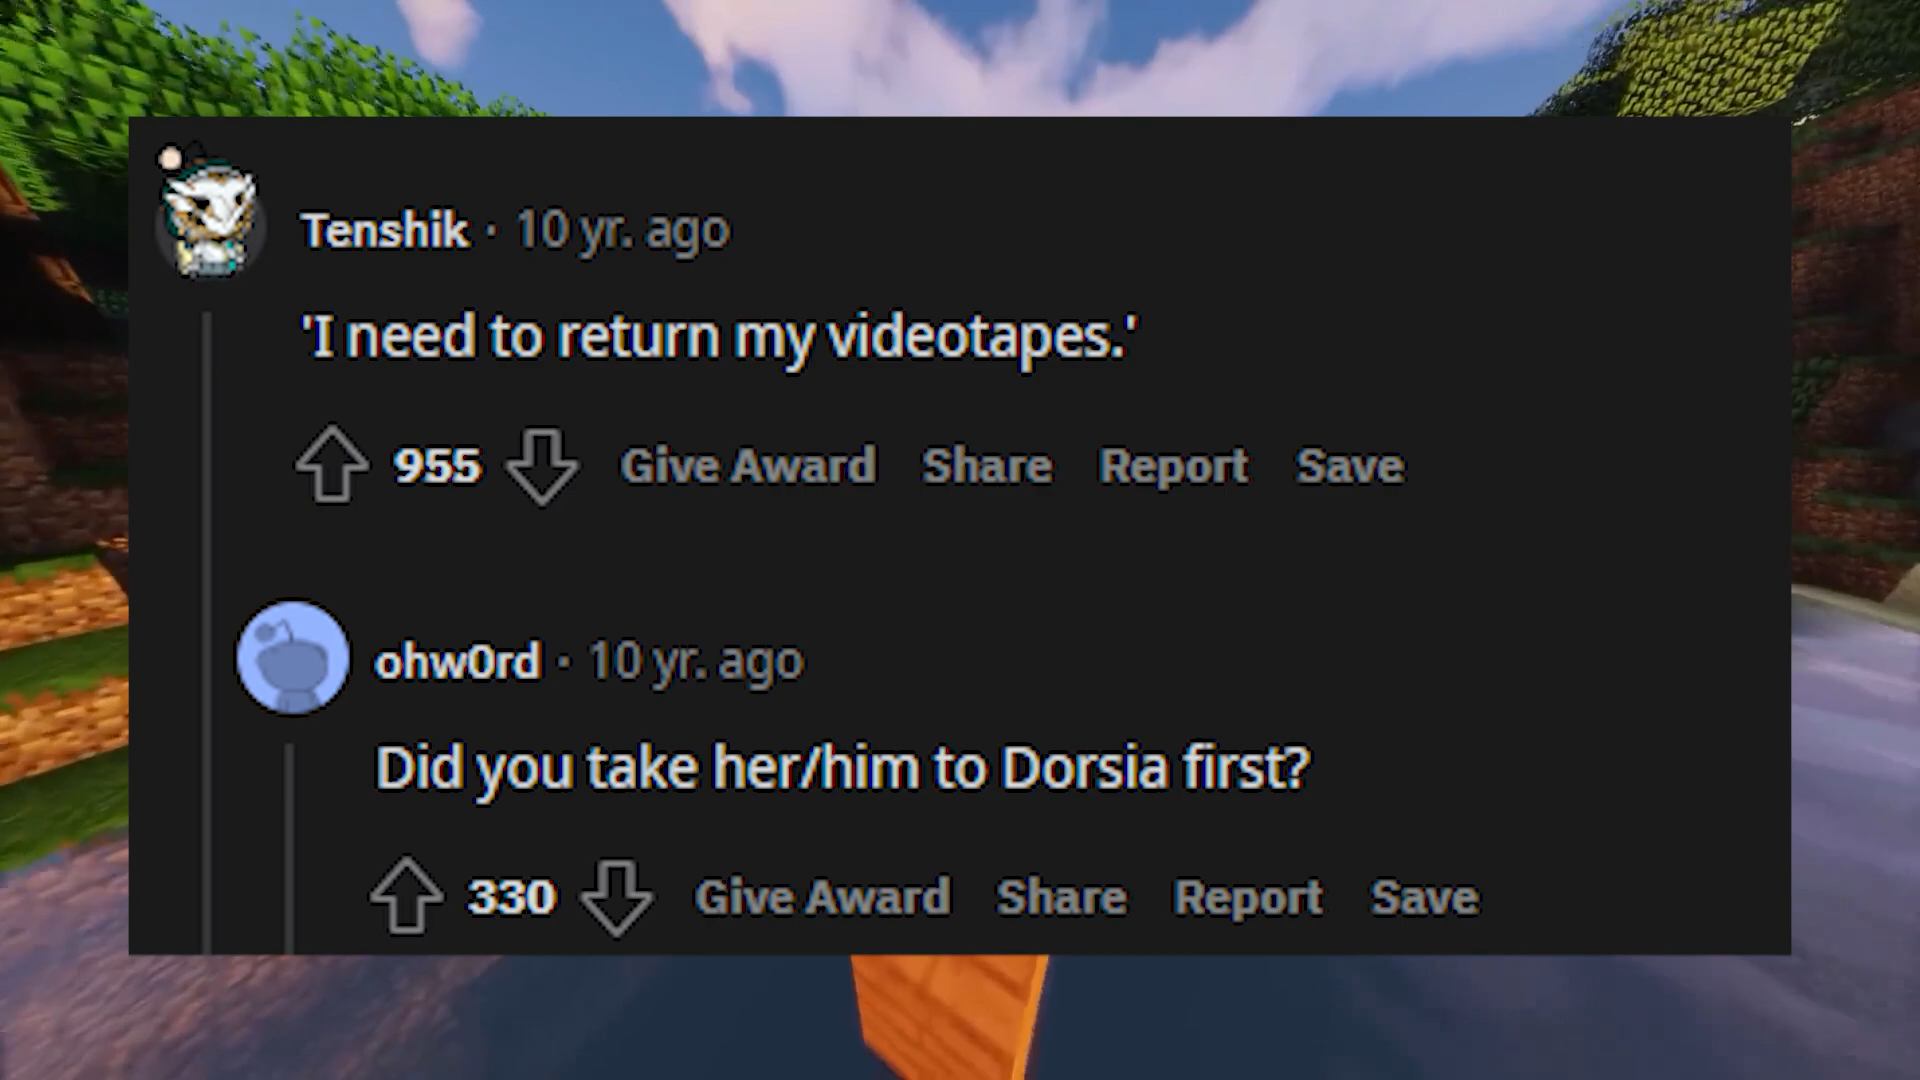 Tenshik · 10 yr. ago
'I need to return my videotapes.'
955 Give Award Share Report Save
ohw0rd · 10 yr. ago
Did you take her/him to Dorsia first?
330 Give Award Share Report Save